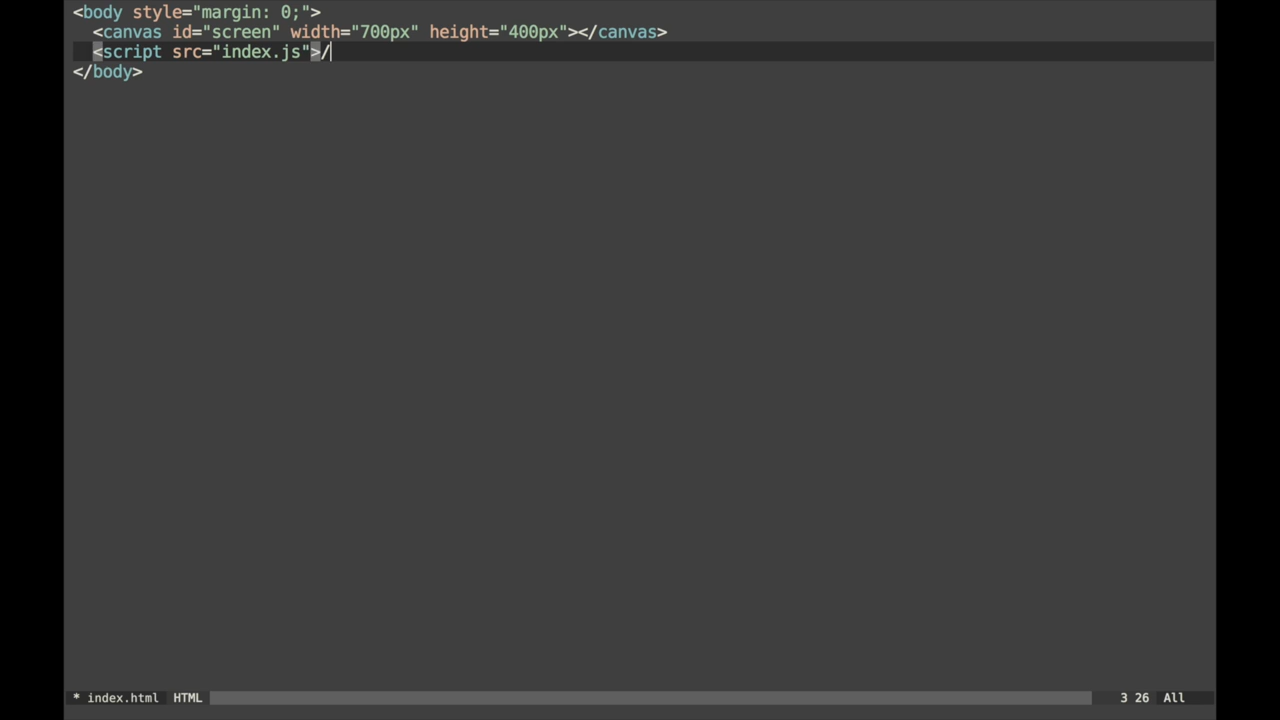 <body style="margin: 0;">
  <canvas id="screen" width="700px" height="400px"></canvas>
  <script src="index.js">/
</body>
* index.html HTML 3 26 All